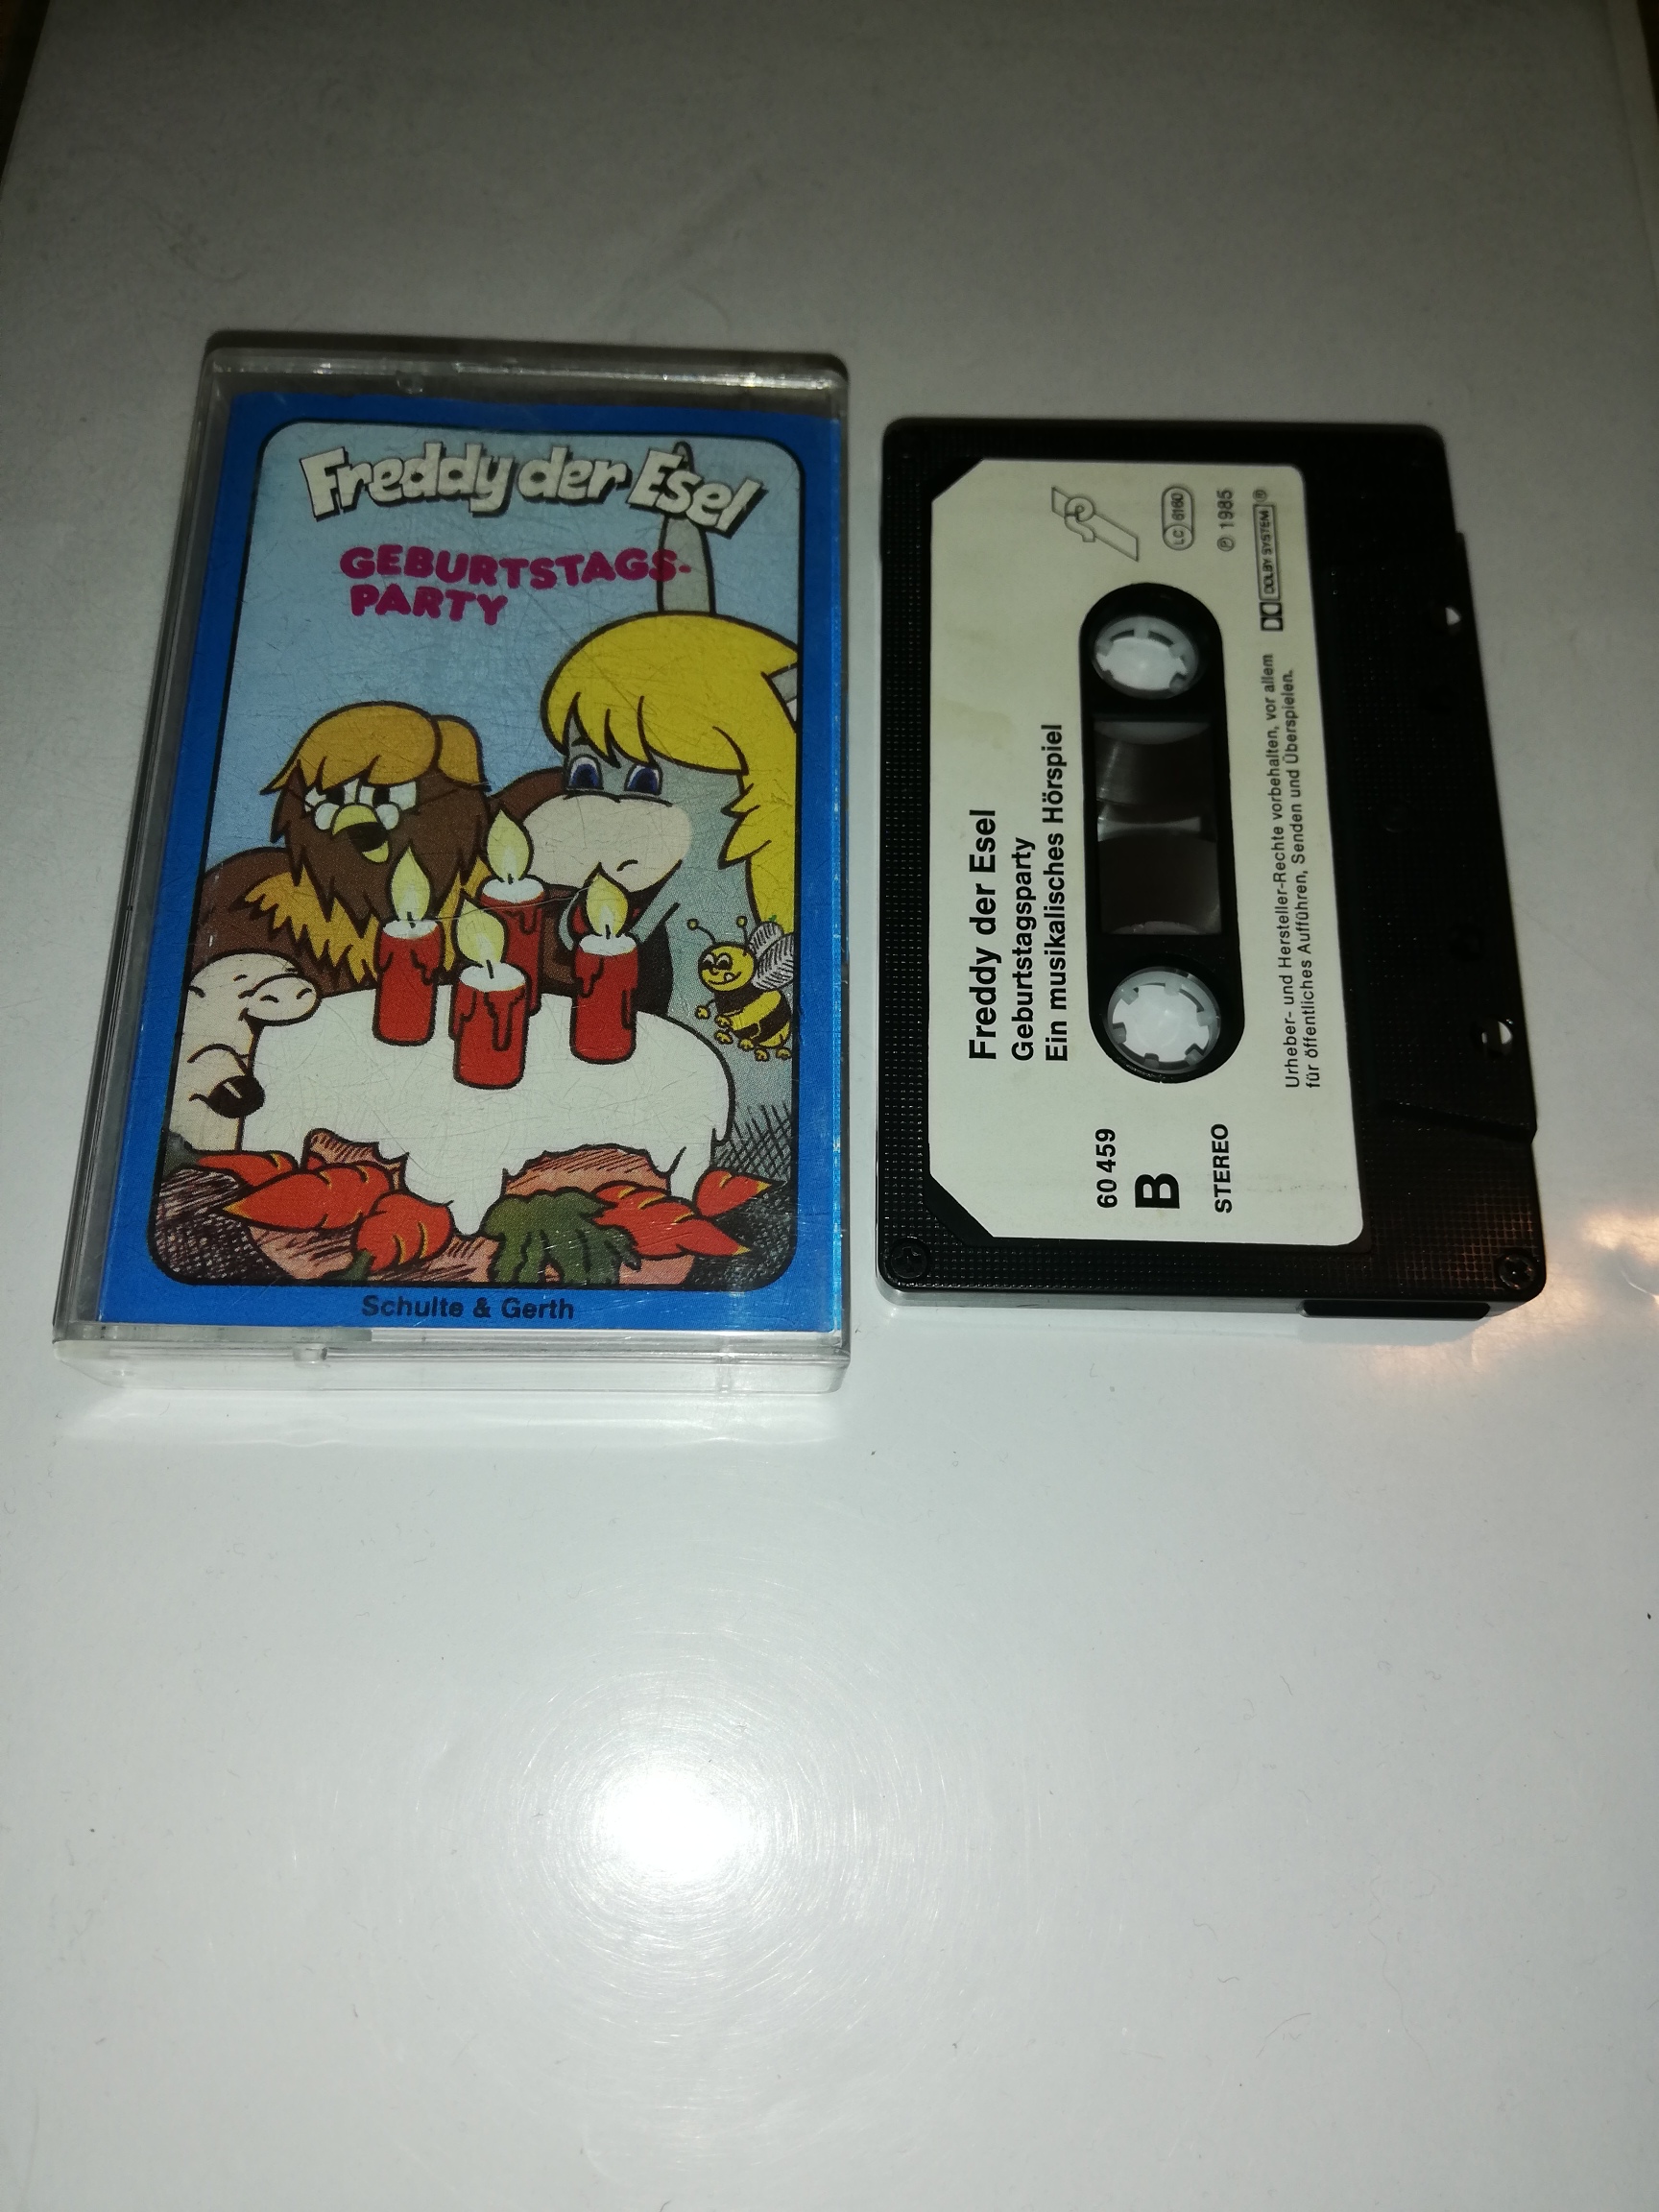 Freddy der Esel
GEBURTSTAGS-
PARTY
Schulte & Gerth
Freddy der Esel
Geburtstagsparty
Ein musikalisches Hörspiel
60 459
B
STEREO
LC 6160
℗ 1985
DOLBY SYSTEM ®
Urheber- und Hersteller-Rechte vorbehalten, vor allem
für öffentliches Aufführen, Senden und Überspielen.